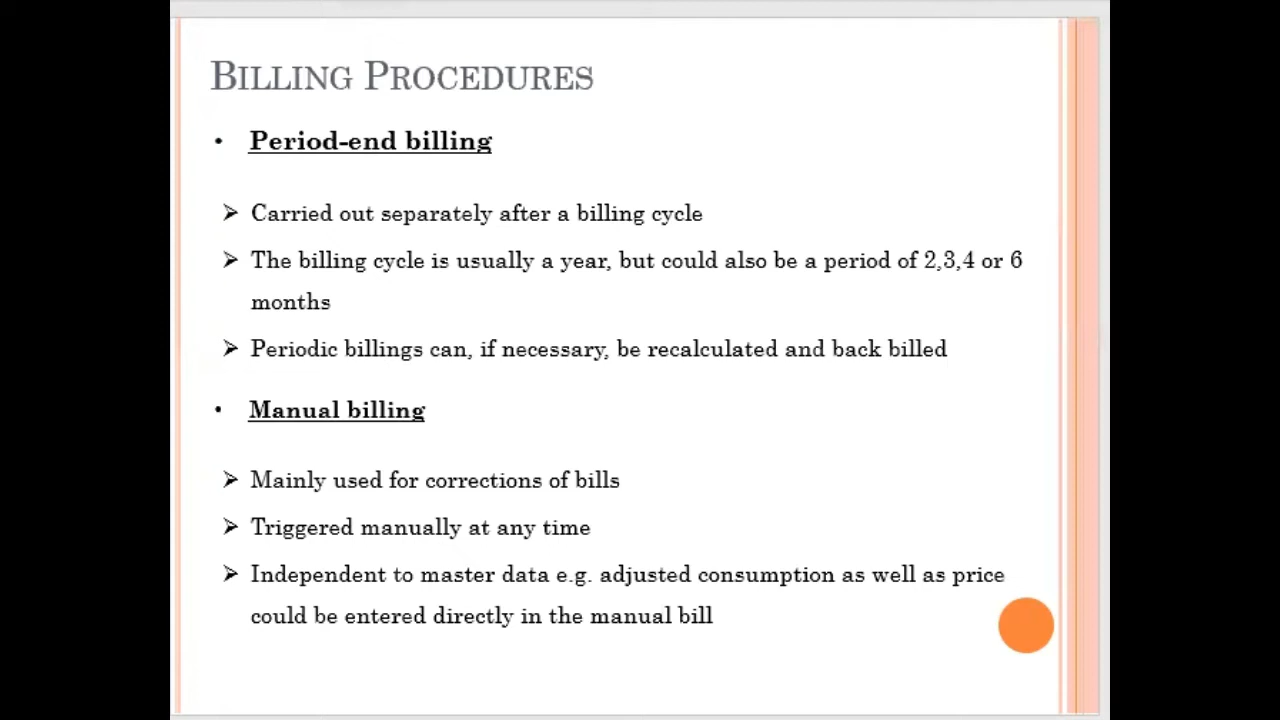 BILLING PROCEDURES
• Period-end billing
➢ Carried out separately after a billing cycle
➢ The billing cycle is usually a year, but could also be a period of 2,3,4 or 6
months
➢ Periodic billings can, if necessary, be recalculated and back billed
• Manual billing
➢ Mainly used for corrections of bills
➢ Triggered manually at any time
➢ Independent to master data e.g. adjusted consumption as well as price
could be entered directly in the manual bill